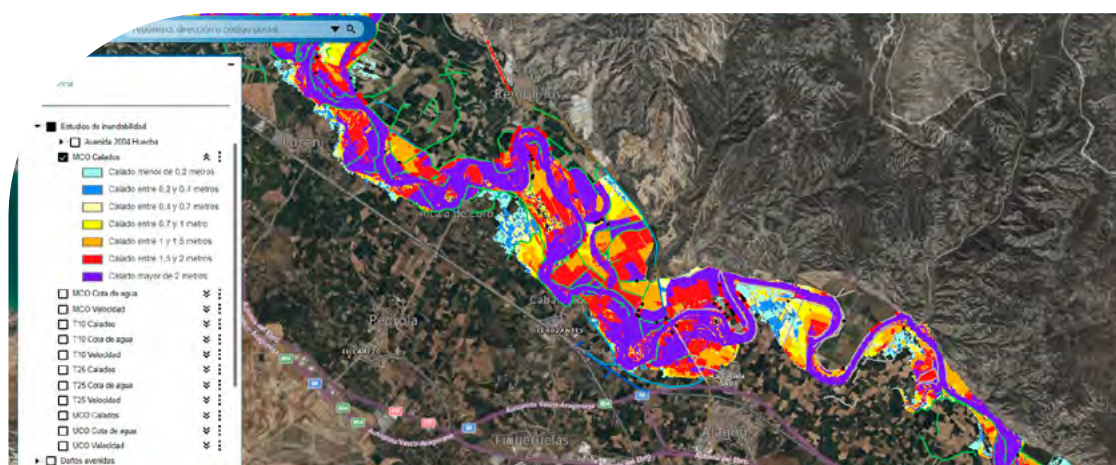 dirección o código postal
Estudios de inundabilidad
Avenida 2004 Huecha
MCO Calados
Calado menor de 0,2 metros
Calado entre 0,2 y 0,4 metros
Calado entre 0,4 y 0,7 metros
Calado entre 0,7 y 1 metro
Calado entre 1 y 1,5 metros
Calado entre 1,5 y 2 metros
Calado mayor de 2 metros
MCO Cota de agua
MCO Velocidad
T10 Calados
T10 Cota de agua
T10 Velocidad
T25 Calados
T25 Cota de agua
T25 Velocidad
UCO Calados
UCO Cota de agua
UCO Velocidad
Daños avenidas
Remolinos
Luceni
Alcalá de Ebro
Pedrola
Figueruelas
Alagón
Autopista Vasco-Aragonesa
Autopista Vasco-Aragonesa